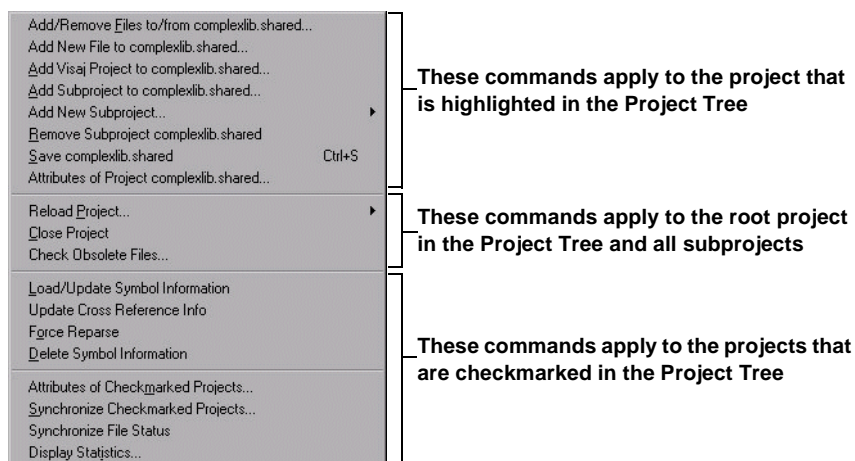 Add/Remove Files to/from complexlib.shared...
Add New File to complexlib.shared...
Add Visaj Project to complexlib.shared...
Add Subproject to complexlib.shared...
Add New Subproject...
Remove Subproject complexlib.shared
Save complexlib.shared Ctrl+S
Attributes of Project complexlib.shared...
These commands apply to the project that
is highlighted in the Project Tree
Reload Project...
Close Project
Check Obsolete Files...
These commands apply to the root project
in the Project Tree and all subprojects
Load/Update Symbol Information
Update Cross Reference Info
Force Reparse
Delete Symbol Information
Attributes of Checkmarked Projects...
Synchronize Checkmarked Projects...
Synchronize File Status
Display Statistics...
These commands apply to the projects that
are checkmarked in the Project Tree